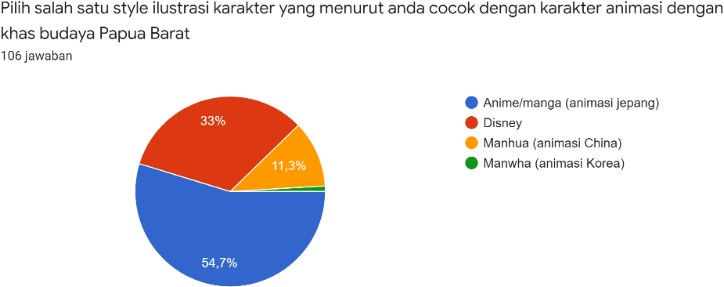 Pilih salah satu style ilustrasi karakter yang menurut anda cocok dengan karakter animasi dengan
khas budaya Papua Barat
106 jawaban
Anime/manga (animasi jepang)
Disney
Manhua (animasi China)
Manwha (animasi Korea)
33%
11,3%
54,7%